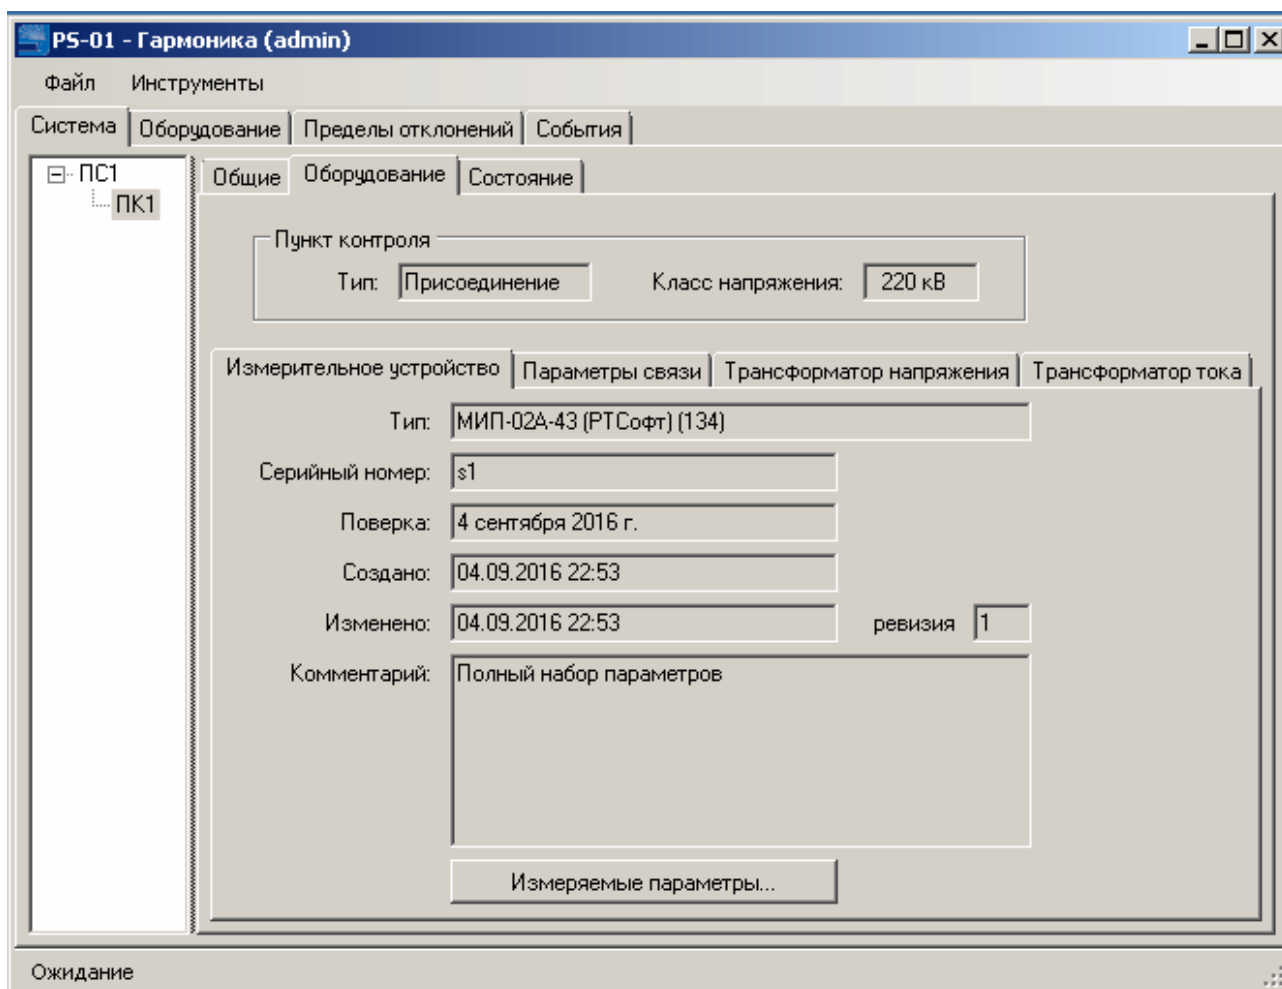 PS-01 - Гармоника (admin)
Файл Инструменты
Система Оборудование Пределы отклонений События
ПС1
ПК1
Общие Оборудование Состояние
Пункт контроля
Тип: Присоединение Класс напряжения: 220 кВ
Измерительное устройство Параметры связи Трансформатор напряжения Трансформатор тока
Тип: МИП-02А-43 (РТСофт) (134)
Серийный номер: s1
Поверка: 4 сентября 2016 г.
Создано: 04.09.2016 22:53
Изменено: 04.09.2016 22:53 ревизия 1
Комментарий: Полный набор параметров
Измеряемые параметры...
Ожидание